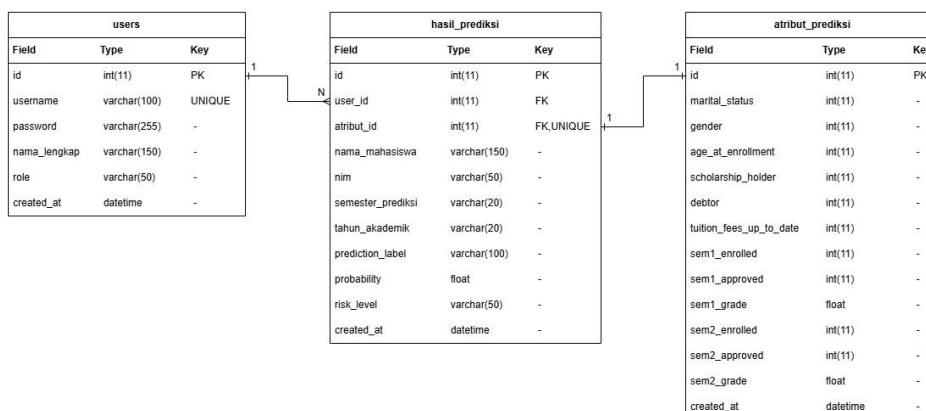 users
Field Type Key
id int(11) PK
username varchar(100) UNIQUE
password varchar(255) -
nama_lengkap varchar(150) -
role varchar(50) -
created_at datetime -
1
N
hasil_prediksi
Field Type Key
id int(11) PK
user_id int(11) FK
atribut_id int(11) FK,UNIQUE
nama_mahasiswa varchar(150) -
nim varchar(50) -
semester_prediksi varchar(20) -
tahun_akademik varchar(20) -
prediction_label varchar(100) -
probability float -
risk_level varchar(50) -
created_at datetime -
1
1
atribut_prediksi
Field Type Key
id int(11) PK
marital_status int(11) -
gender int(11) -
age_at_enrollment int(11) -
scholarship_holder int(11) -
debtor int(11) -
tuition_fees_up_to_date int(11) -
sem1_enrolled int(11) -
sem1_approved int(11) -
sem1_grade float -
sem2_enrolled int(11) -
sem2_approved int(11) -
sem2_grade float -
created_at datetime -